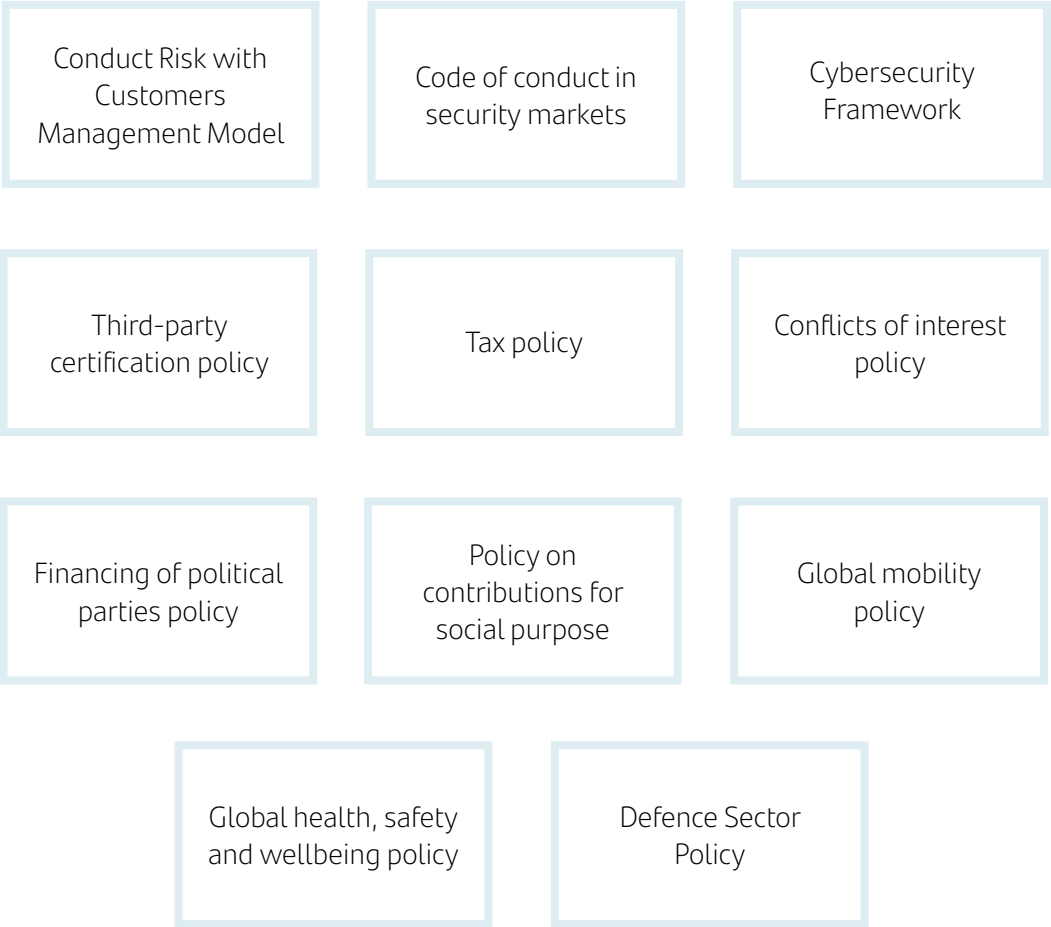 Conduct Risk with
Customers
Management Model
Code of conduct in
security markets
Cybersecurity
Framework
Third-party
certification policy
Tax policy
Conflicts of interest
policy
Financing of political
parties policy
Policy on
contributions for
social purpose
Global mobility
policy
Global health, safety
and wellbeing policy
Defence Sector
Policy